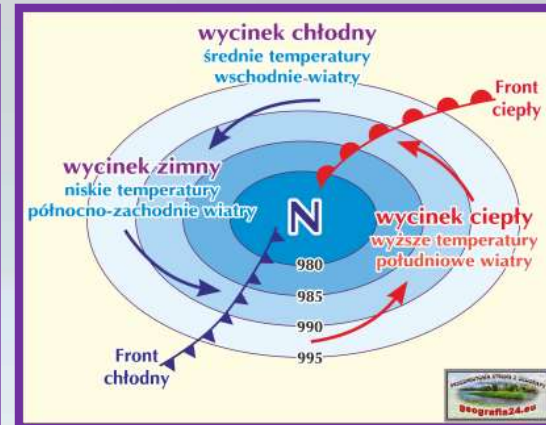 wycinek chłodny
średnie temperatury
wschodnie wiatry
Front
ciepły
wycinek zimny
niskie temperatury
północno-zachodnie wiatry
N
wycinek ciepły
wyższe temperatury
południowe wiatry
980
985
990
995
Front
chłodny
geografia24.eu